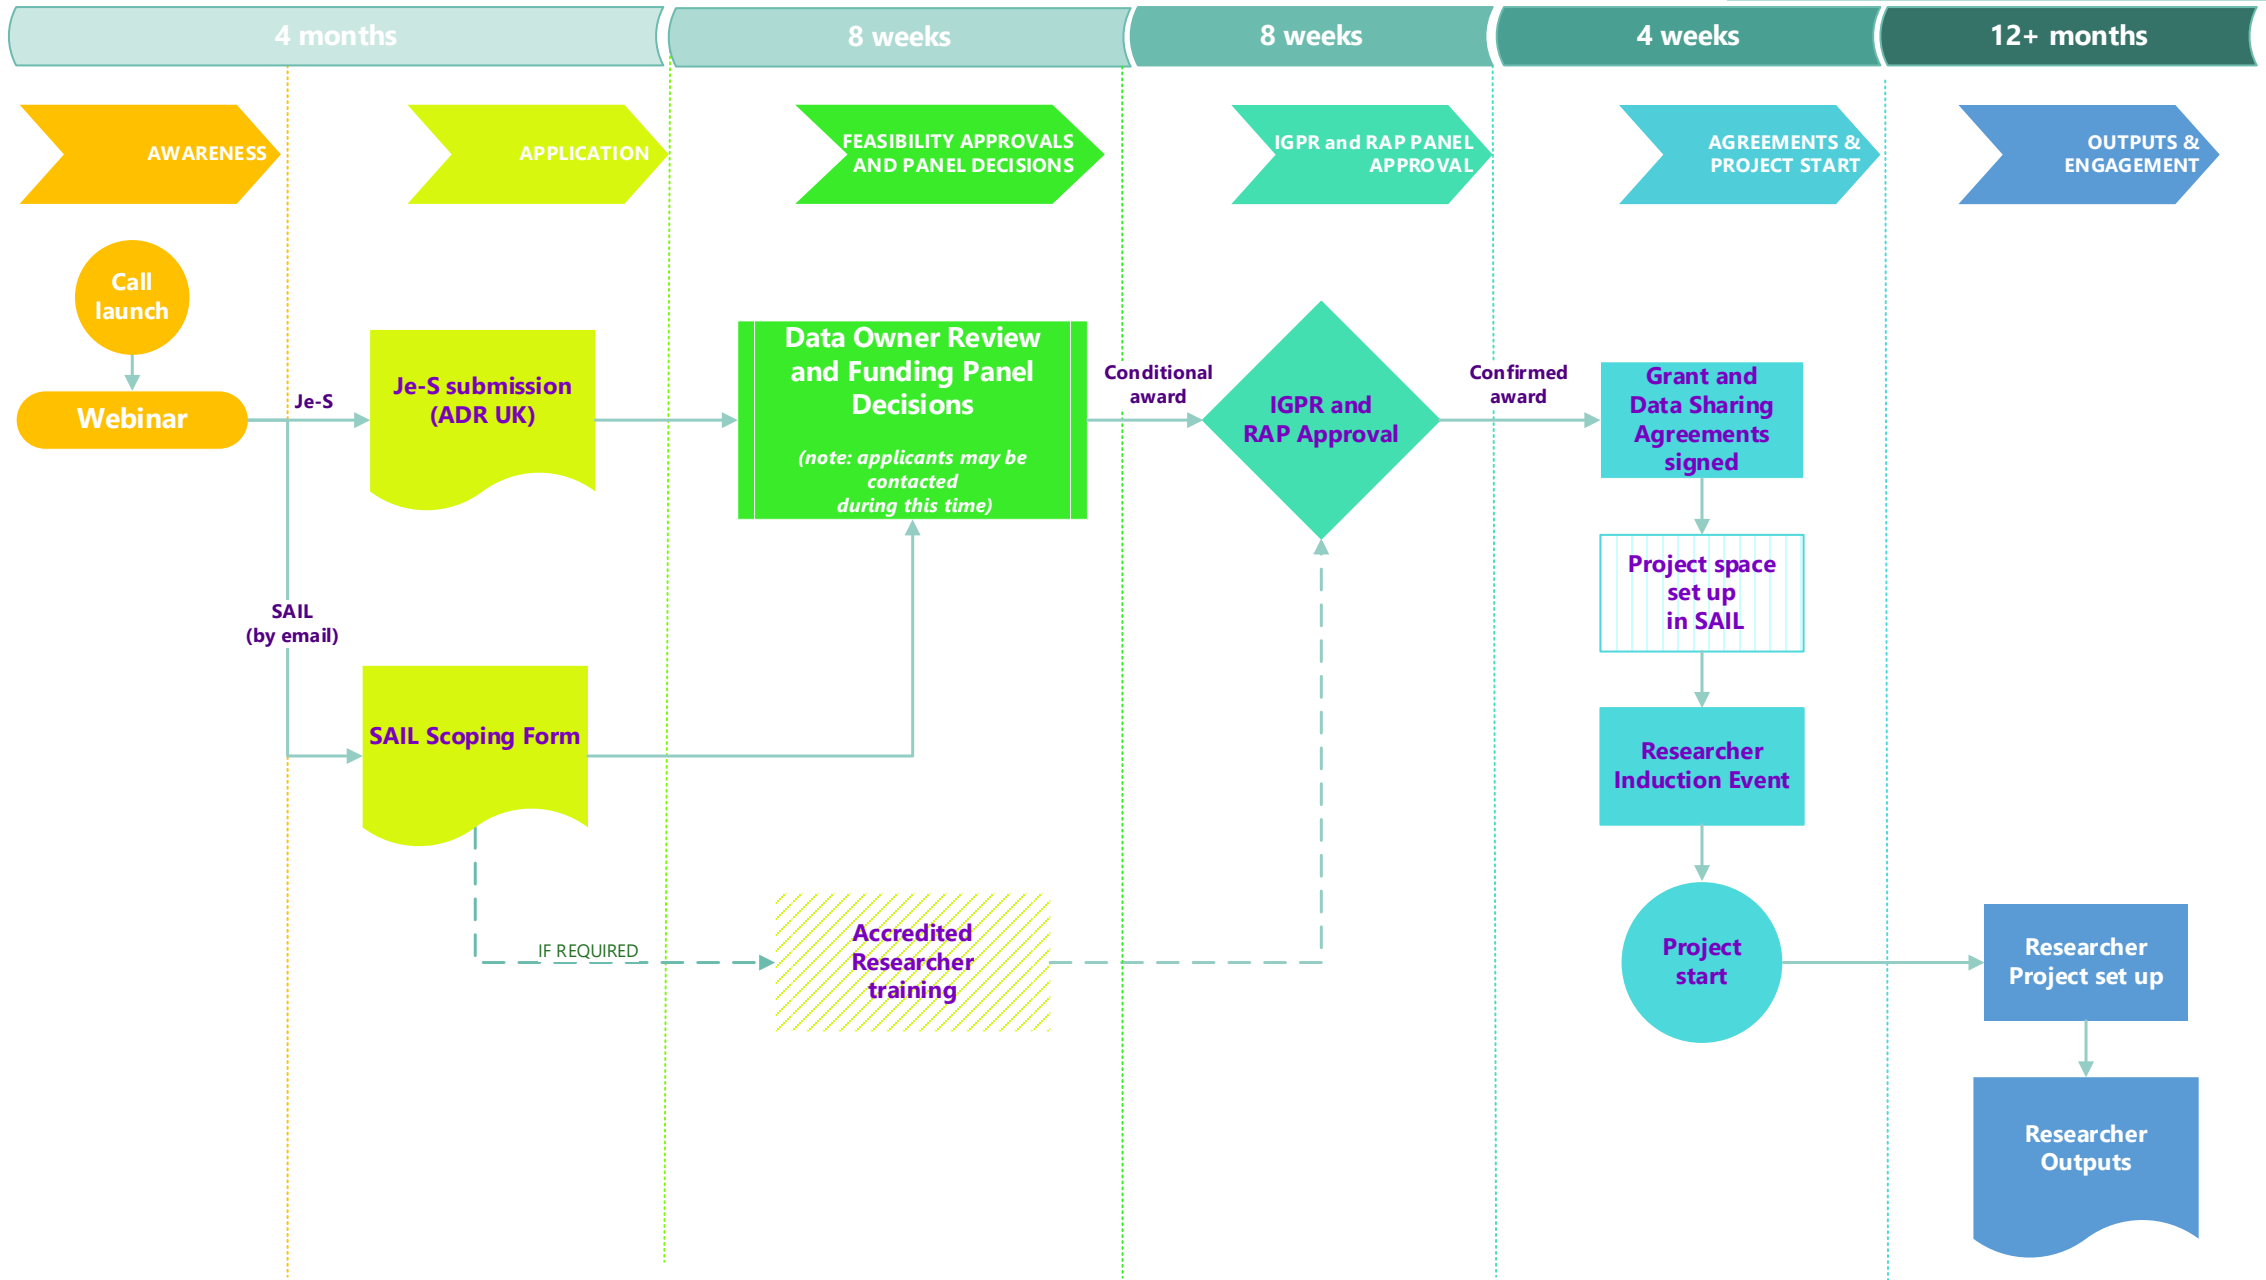 4 months
8 weeks
8 weeks
4 weeks
12+ months
AWARENESS
APPLICATION
FEASIBILITY APPROVALS
AND PANEL DECISIONS
IGPR and RAP PANEL
APPROVAL
AGREEMENTS &
PROJECT START
OUTPUTS &
ENGAGEMENT
Call
launch
Webinar
Je-S
Je-S submission
(ADR UK)
Data Owner Review
and Funding Panel
Decisions
(note: applicants may be
contacted
during this time)
Conditional
award
IGPR and
RAP Approval
Confirmed
award
Grant and
Data Sharing
Agreements
signed
Project space
set up
in SAIL
SAIL
(by email)
SAIL Scoping Form
Researcher
Induction Event
IF REQUIRED
Accredited
Researcher
training
Project
start
Researcher
Project set up
Researcher
Outputs